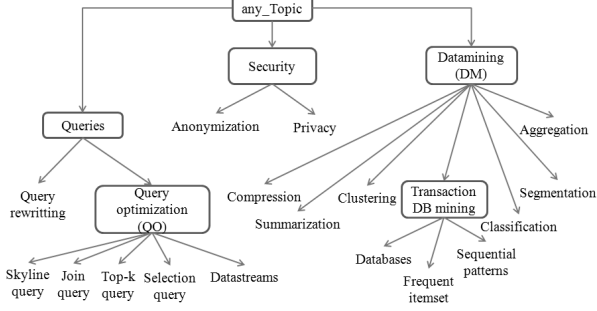 any_Topic
Security
Datamining
(DM)
Queries
Anonymization
Privacy
Aggregation
Query
rewritting
Query
optimization
(QO)
Compression
Summarization
Clustering
Transaction
DB mining
Segmentation
Classification
Skyline
query
Join
query
Top-k
query
Selection
query
Datastreams
Databases
Frequent
itemset
Sequential
patterns